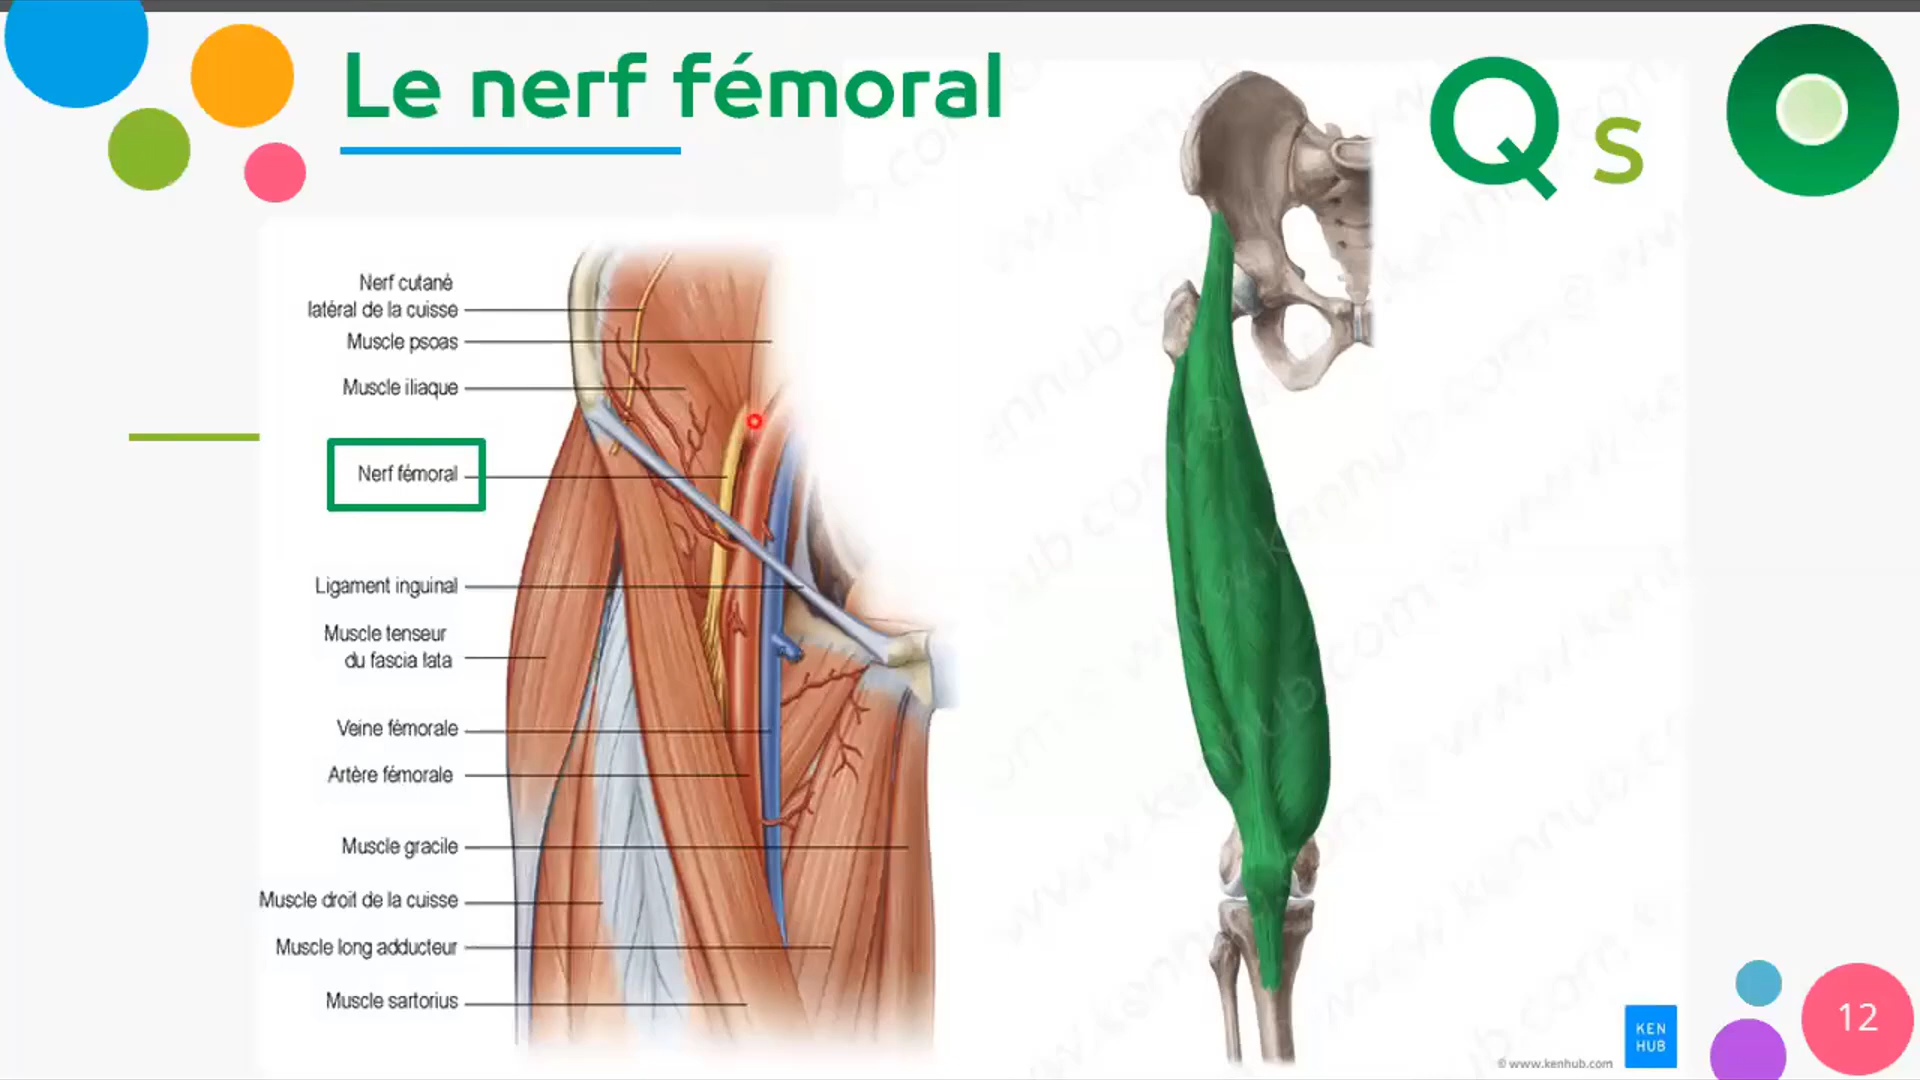 Le nerf fémoral
Q s
Nerf cutané
latéral de la cuisse
Muscle psoas
Muscle iliaque
Nerf fémoral
Ligament inguinal
Muscle tenseur
du fascia lata
Veine fémorale
Artère fémorale
Muscle gracile
Muscle droit de la cuisse
Muscle long adducteur
Muscle sartorius
KEN
HUB
© www.kenhub.com
12